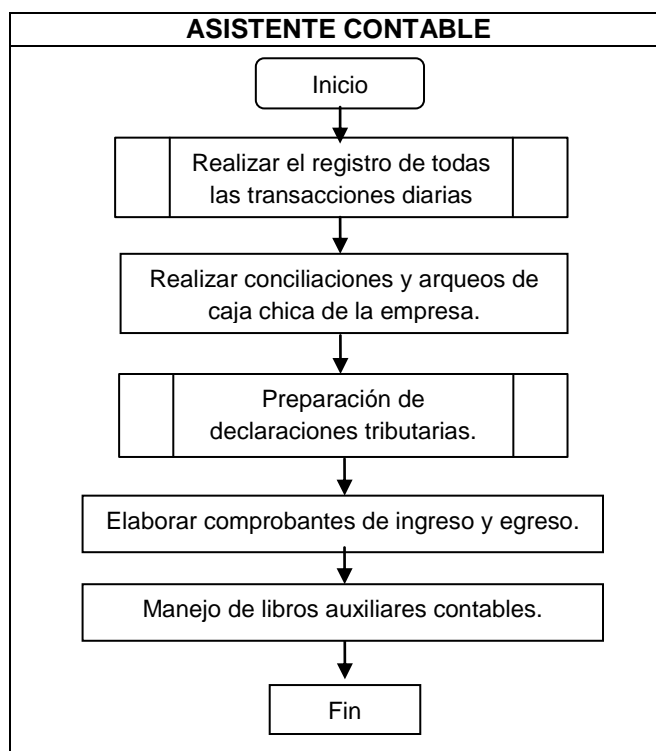 ASISTENTE CONTABLE
Inicio
Realizar el registro de todas
las transacciones diarias
Realizar conciliaciones y arqueos de
caja chica de la empresa.
Preparación de
declaraciones tributarias.
Elaborar comprobantes de ingreso y egreso.
Manejo de libros auxiliares contables.
Fin